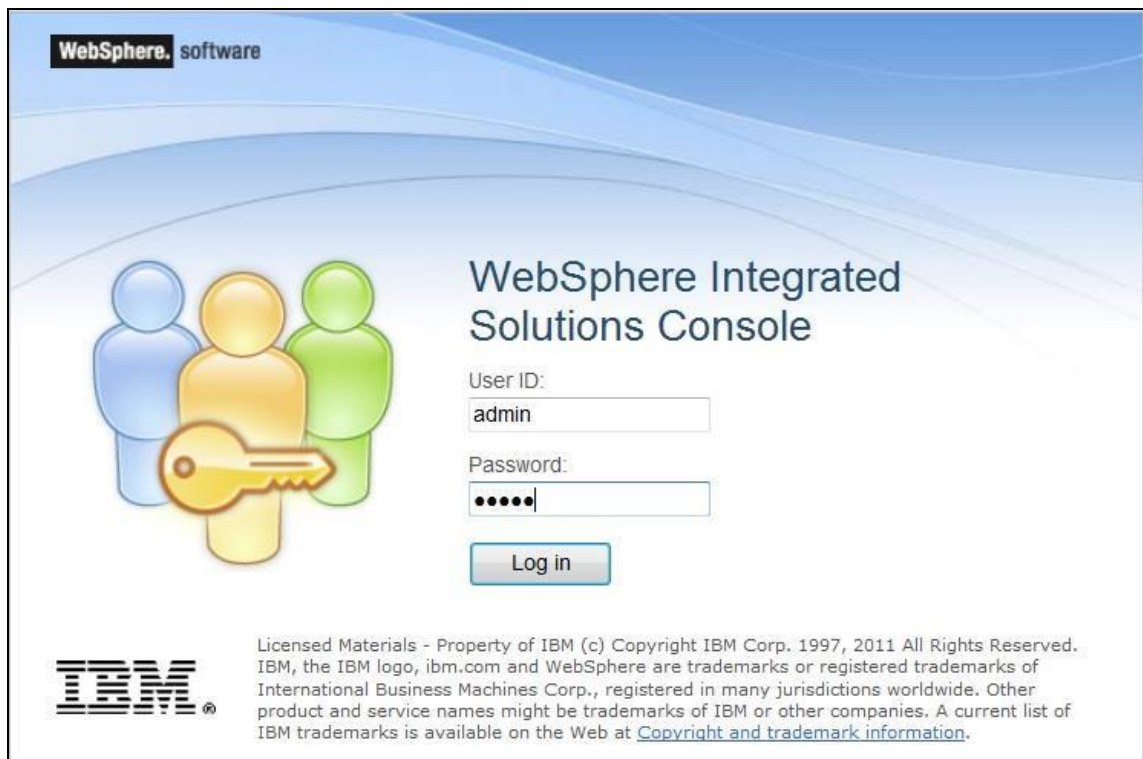 WebSphere. software
WebSphere Integrated
Solutions Console
User ID:
admin
Password:
•••••
Log in
Licensed Materials - Property of IBM (c) Copyright IBM Corp. 1997, 2011 All Rights Reserved.
IBM, the IBM logo, ibm.com and WebSphere are trademarks or registered trademarks of
International Business Machines Corp., registered in many jurisdictions worldwide. Other
product and service names might be trademarks of IBM or other companies. A current list of
IBM trademarks is available on the Web at Copyright and trademark information.
IBM®